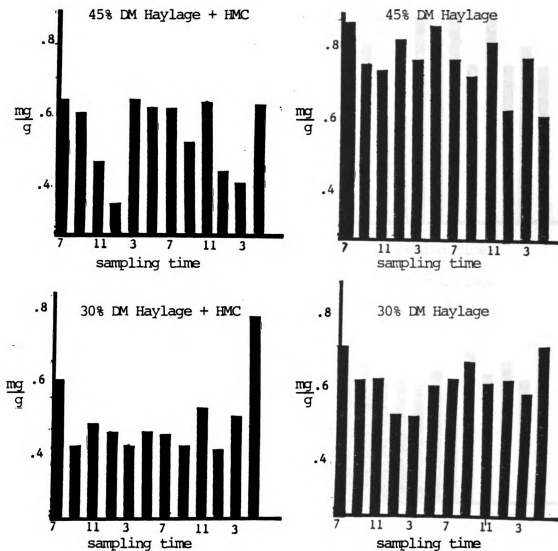 45% DM Haylage + HMC
.8
mg
g
.6
.4
7 11 3 7 11 3
sampling time
45% DM Haylage
.8
mg
g
.6
.4
7 11 3 7 11 3
sampling time
30% DM Haylage + HMC
.8
mg
g
.6
.4
7 11 3 7 11 3
sampling time
30% DM Haylage
.8
mg
g
.6
.4
7 11 3 7 11 3
sampling time